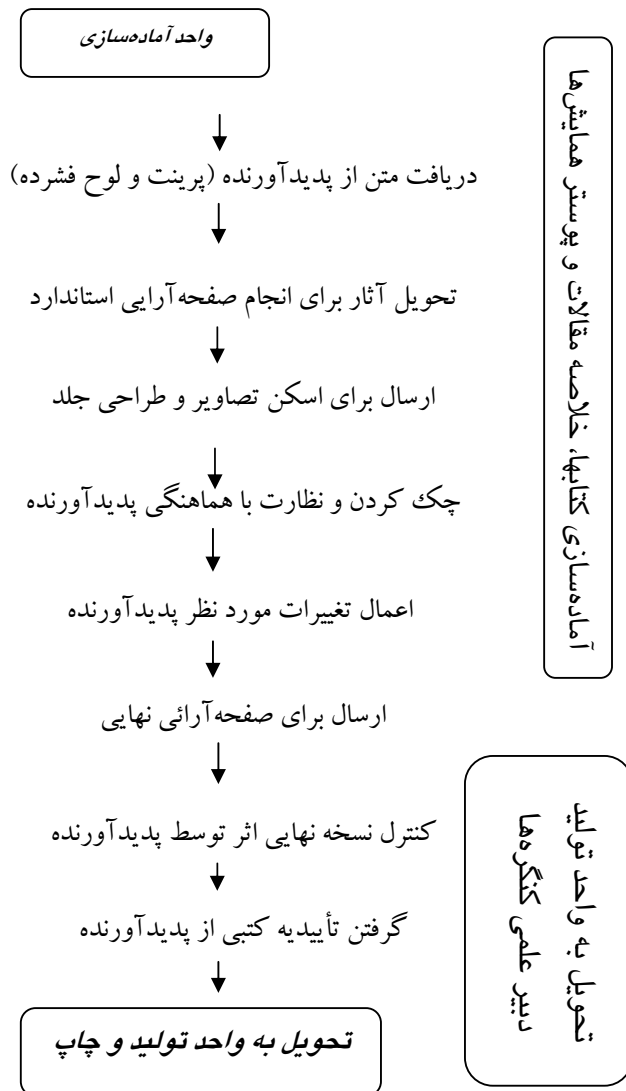 واحد آماده‌سازی
دریافت متن از پدیدآورنده (پرینت و لوح فشرده)
تحویل آثار برای انجام صفحه‌آرایی استاندارد
ارسال برای اسکن تصاویر و طراحی جلد
چک کردن و نظارت با هماهنگی پدیدآورنده
اعمال تغییرات مورد نظر پدیدآورنده
ارسال برای صفحه‌آرائی نهایی
کنترل نسخه نهایی اثر توسط پدیدآورنده
گرفتن تأییدیه کتبی از پدیدآورنده
تحویل به واحد تولید و چاپ
آماده‌سازی کتابها، خلاصه مقالات و پوستر همایش‌ها
تحویل به واحد تولید
دبیر علمی کنگره‌ها